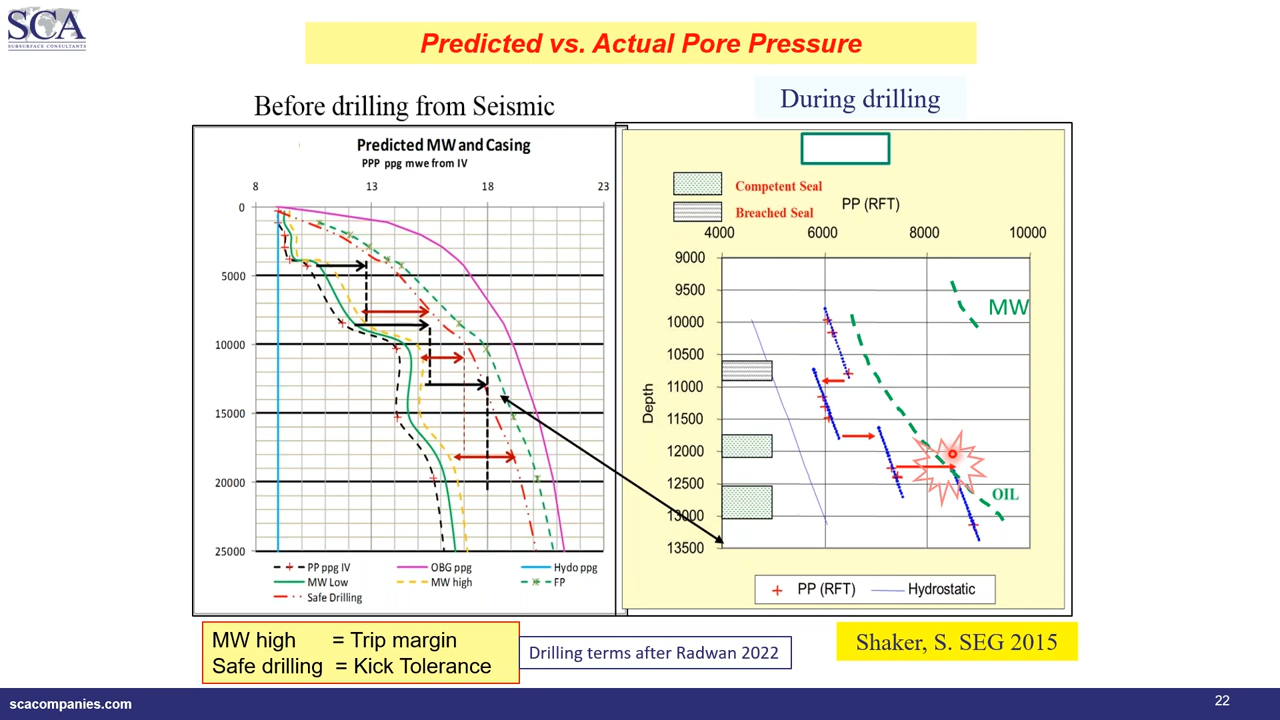 SCA
SUBSURFACE CONSULTANTS
Predicted vs. Actual Pore Pressure
Before drilling from Seismic
During drilling
Predicted MW and Casing
PPP ppg mwe from IV
8 13 18 23
0
5000
10000
15000
20000
25000
PP ppg IV
OBG ppg
Hydo ppg
MW Low
MW high
FP
Safe Drilling
Competent Seal
Breached Seal
PP (RFT)
4000 6000 8000 10000
9000
9500
10000
10500
11000
11500
12000
12500
13000
13500
Depth
MW
OIL
PP (RFT)
Hydrostatic
MW high = Trip margin
Safe drilling = Kick Tolerance
Drilling terms after Radwan 2022
Shaker, S. SEG 2015
scacompanies.com
22